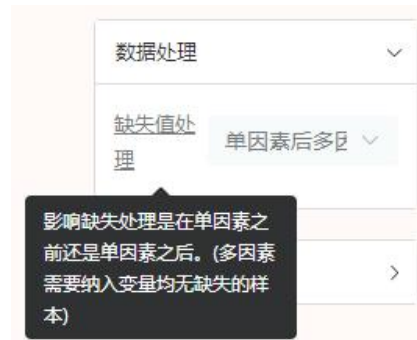 数据处理
缺失值处
理
单因素后多
影响缺失处理是在单因素之
前还是单因素之后。(多因素
需要纳入变量均无缺失的样
本)